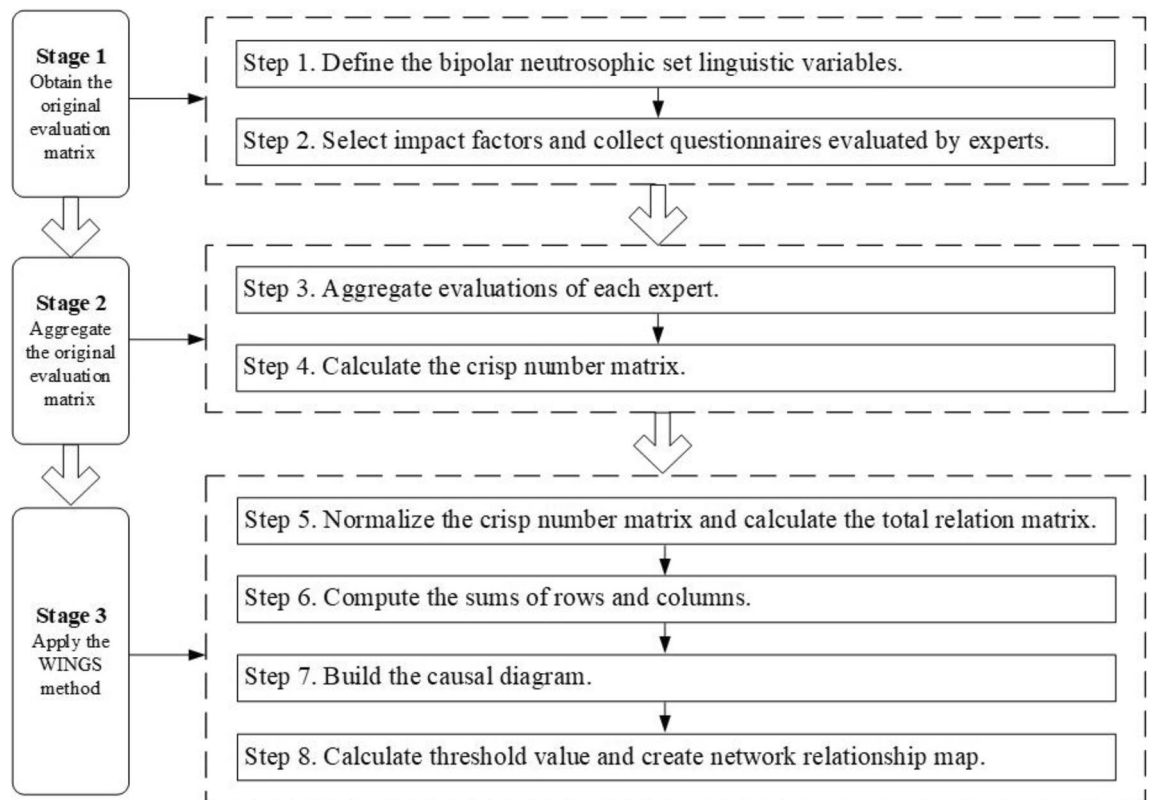 Stage 1
Obtain the
original
evaluation
matrix
Step 1. Define the bipolar neutrosophic set linguistic variables.
Step 2. Select impact factors and collect questionnaires evaluated by experts.
Stage 2
Aggregate
the original
evaluation
matrix
Step 3. Aggregate evaluations of each expert.
Step 4. Calculate the crisp number matrix.
Stage 3
Apply the
WINGS
method
Step 5. Normalize the crisp number matrix and calculate the total relation matrix.
Step 6. Compute the sums of rows and columns.
Step 7. Build the causal diagram.
Step 8. Calculate threshold value and create network relationship map.